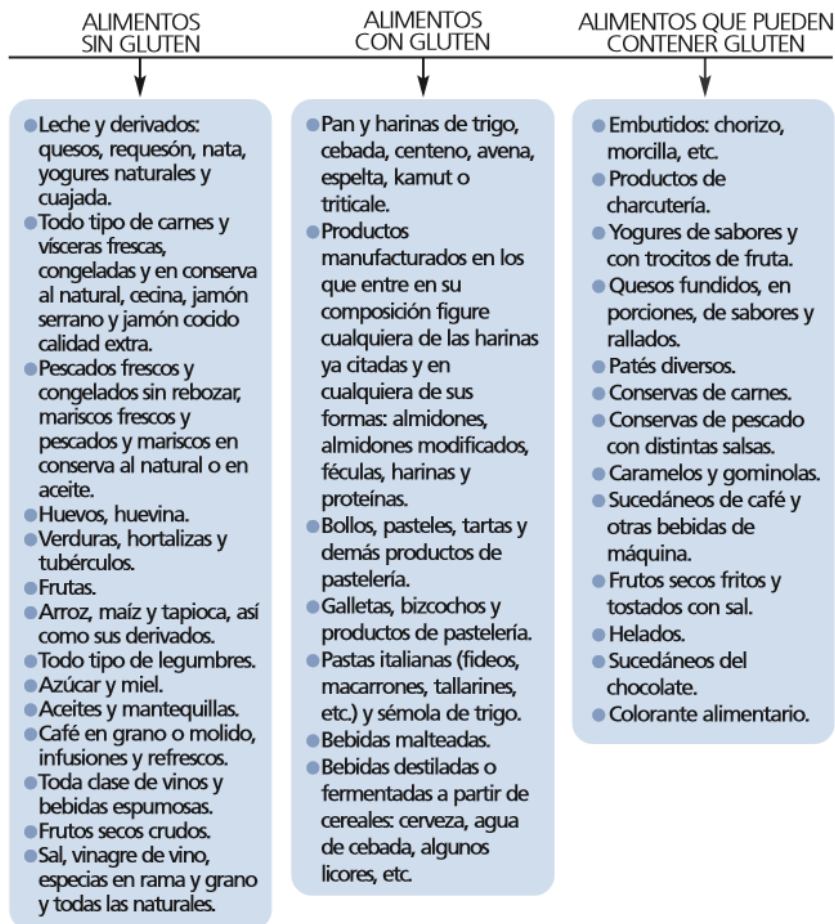 ALIMENTOS
SIN GLUTEN
ALIMENTOS
CON GLUTEN
ALIMENTOS QUE PUEDEN
CONTENER GLUTEN
Leche y derivados:
quesos, requesón, nata,
yogures naturales y
cuajada.
Todo tipo de carnes y
vísceras frescas,
congeladas y en conserva
al natural, cecina, jamón
serrano y jamón cocido
calidad extra.
Pescados frescos y
congelados sin rebozar,
mariscos frescos y
pescados y mariscos en
conserva al natural o en
aceite.
Huevos, huevina.
Verduras, hortalizas y
tubérculos.
Frutas.
Arroz, maíz y tapioca, así
como sus derivados.
Todo tipo de legumbres.
Azúcar y miel.
Aceites y mantequillas.
Café en grano o molido,
infusiones y refrescos.
Toda clase de vinos y
bebidas espumosas.
Frutos secos crudos.
Sal, vinagre de vino,
especias en rama y grano
y todas las naturales.
Pan y harinas de trigo,
cebada, centeno, avena,
espelta, kamut o
triticale.
Productos
manufacturados en los
que entre en su
composición figure
cualquiera de las harinas
ya citadas y en
cualquiera de sus
formas: almidones,
almidones modificados,
féculas, harinas y
proteínas.
Bollos, pasteles, tartas y
demás productos de
pastelería.
Galletas, bizcochos y
productos de pastelería.
Pastas italianas (fideos,
macarrones, tallarines,
etc.) y sémola de trigo.
Bebidas malteadas.
Bebidas destiladas o
fermentadas a partir de
cereales: cerveza, agua
de cebada, algunos
licores, etc.
Embutidos: chorizo,
morcilla, etc.
Productos de
charcutería.
Yogures de sabores y
con trocitos de fruta.
Quesos fundidos, en
porciones, de sabores y
rallados.
Patés diversos.
Conservas de carnes.
Conservas de pescado
con distintas salsas.
Caramelos y gominolas.
Sucedáneos de café y
otras bebidas de
máquina.
Frutos secos fritos y
tostados con sal.
Helados.
Sucedáneos del
chocolate.
Colorante alimentario.